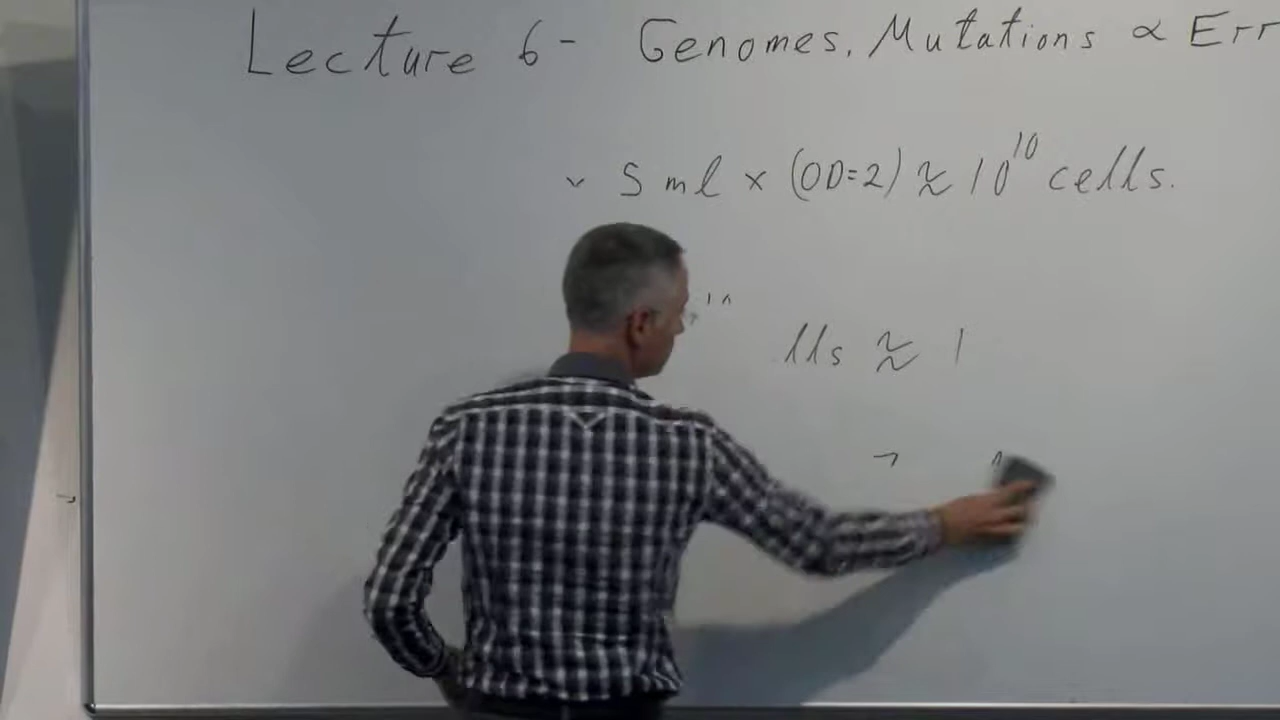 Lecture 6- Genomes, Mutations ∝ Err
5 ml × (OD=2) ≈ 10¹⁰ cells.
lls ≈ 1